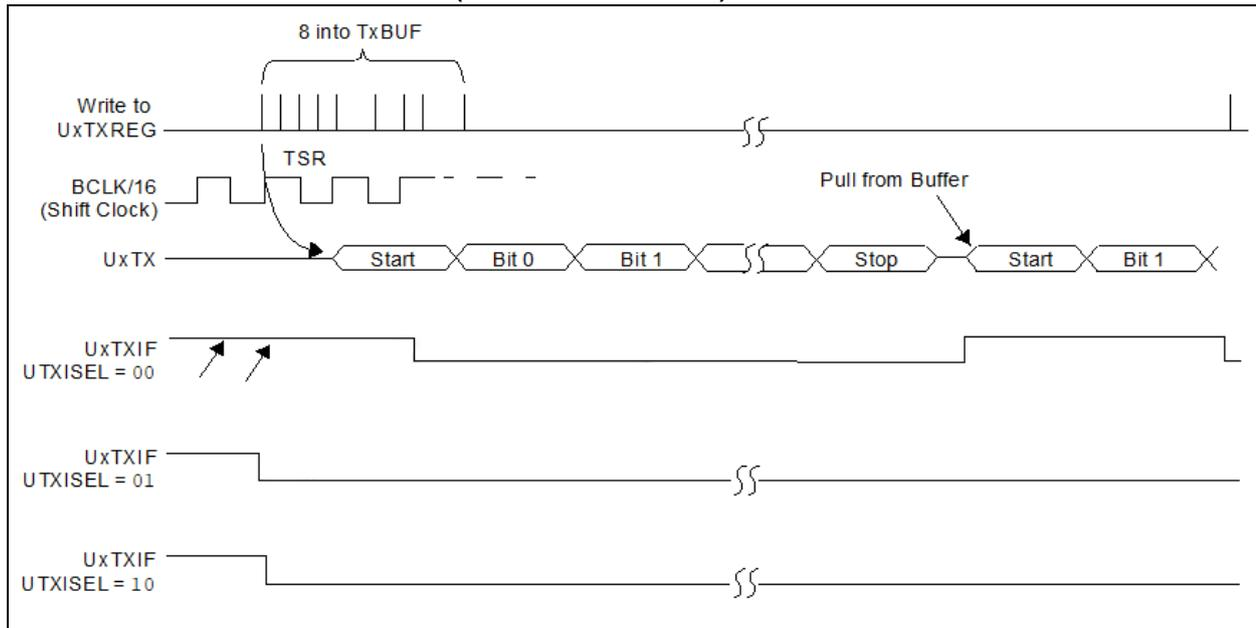 8 into TxBUF
Write to
UxTXREG
TSR
BCLK/16
(Shift Clock)
Pull from Buffer
UxTX
Start
Bit 0
Bit 1
Stop
Start
Bit 1
UxTXIF
UTXISEL = 00
UxTXIF
UTXISEL = 01
UxTXIF
UTXISEL = 10